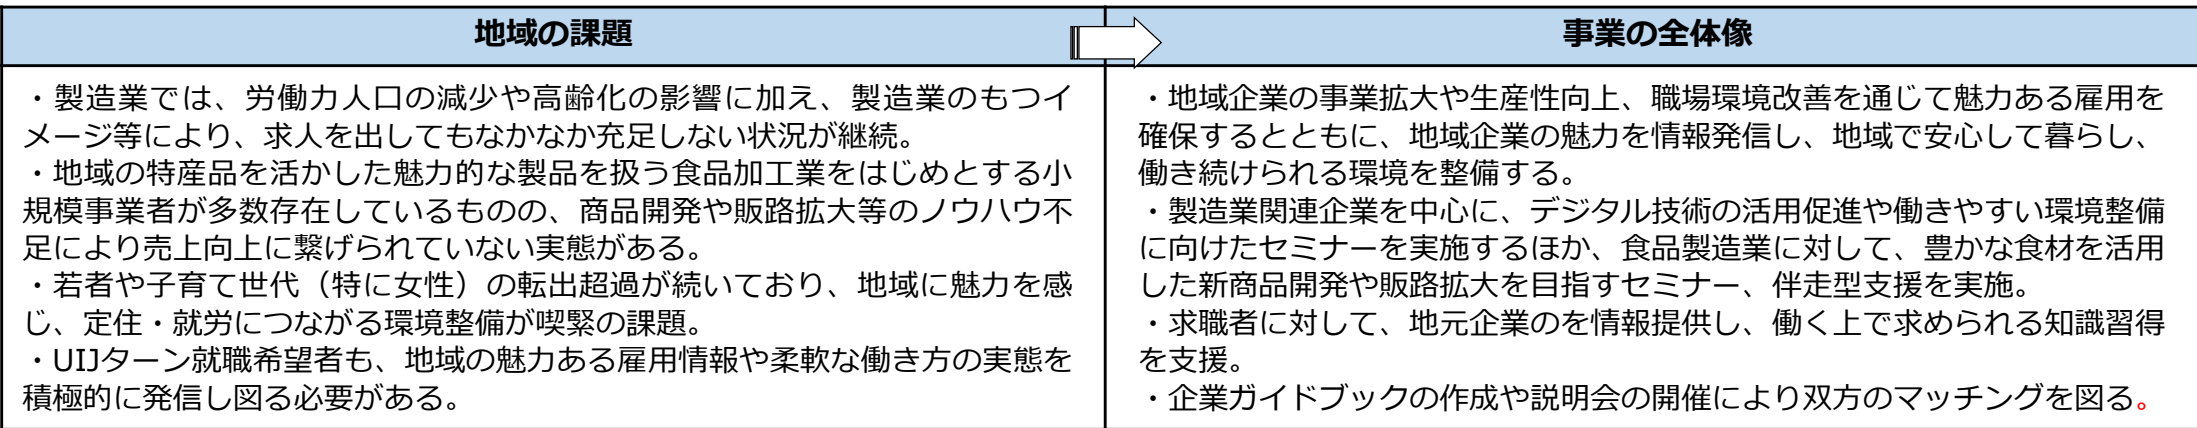 地域の課題
・製造業では、労働力人口の減少や高齢化の影響に加え、製造業のもつイ
メージ等により、求人を出してもなかなか充足しない状況が継続。
・地域の特産品を活かした魅力的な製品を扱う食品加工業をはじめとする小
規模事業者が多数存在しているものの、商品開発や販路拡大等のノウハウ不
足により売上向上に繋げられていない実態がある。
・若者や子育て世代（特に女性）の転出超過が続いており、地域に魅力を感
じ、定住・就労につながる環境整備が喫緊の課題。
・UIJターン就職希望者も、地域の魅力ある雇用情報や柔軟な働き方の実態を
積極的に発信し図る必要がある。
事業の全体像
・地域企業の事業拡大や生産性向上、職場環境改善を通じて魅力ある雇用を
確保するとともに、地域企業の魅力を情報発信し、地域で安心して暮らし、
働き続けられる環境を整備する。
・製造業関連企業を中心に、デジタル技術の活用促進や働きやすい環境整備
に向けたセミナーを実施するほか、食品製造業に対して、豊かな食材を活用
した新商品開発や販路拡大を目指すセミナー、伴走型支援を実施。
・求職者に対して、地元企業のを情報提供し、働く上で求められる知識習得
を支援。
・企業ガイドブックの作成や説明会の開催により双方のマッチングを図る。